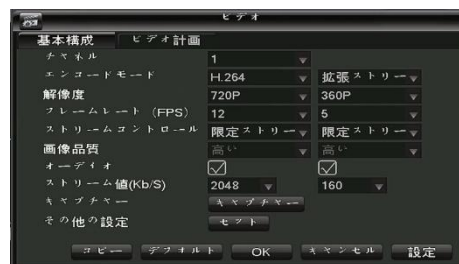 ビデオ
基本構成 ビデオ計画
チャネル 1
エンコードモード H.264 拡張ストリー
解像度 720P 360P
フレームレート (FPS) 12 5
ストリームコントロール 限定ストリー 限定ストリー
画像品質 高い 高い
オーディオ
ストリーム値(Kb/S) 2048 160
キャプチャー キャプチャー
その他の設定 セット
コピー デフォルト OK キャンセル 設定